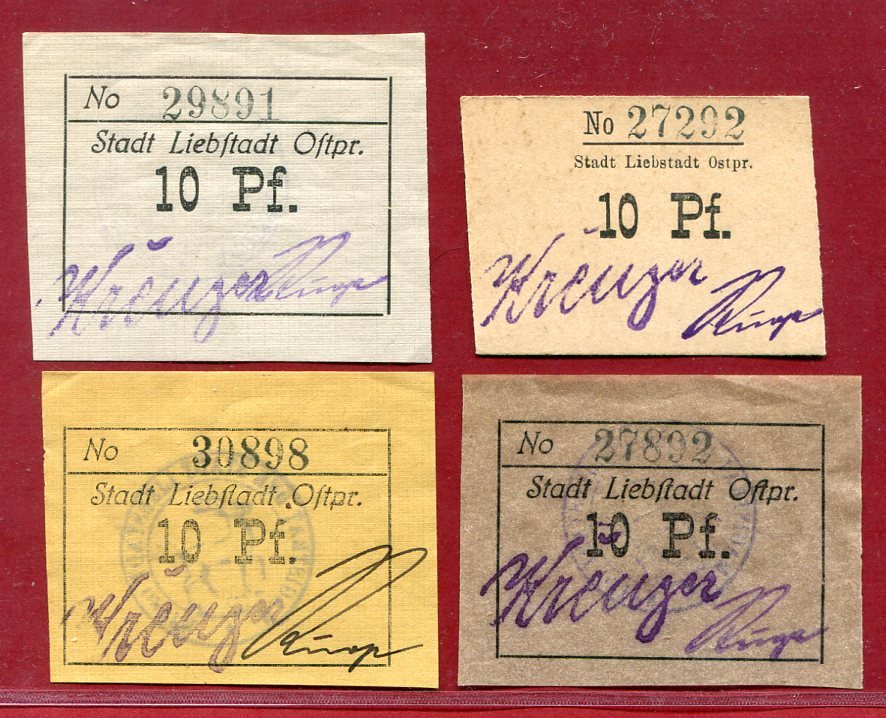 No 29891
Stadt Liebſtadt Oſtpr.
10 Pf.
Kreuzer
No 27292
Stadt Liebstadt Ostpr.
10 Pf.
Kreuzer
No 30898
Stadt Liebſtadt Oſtpr.
10 Pf.
Kreuzer
No 27892
Stadt Liebſtadt Oſtpr.
10 Pf.
Kreuzer